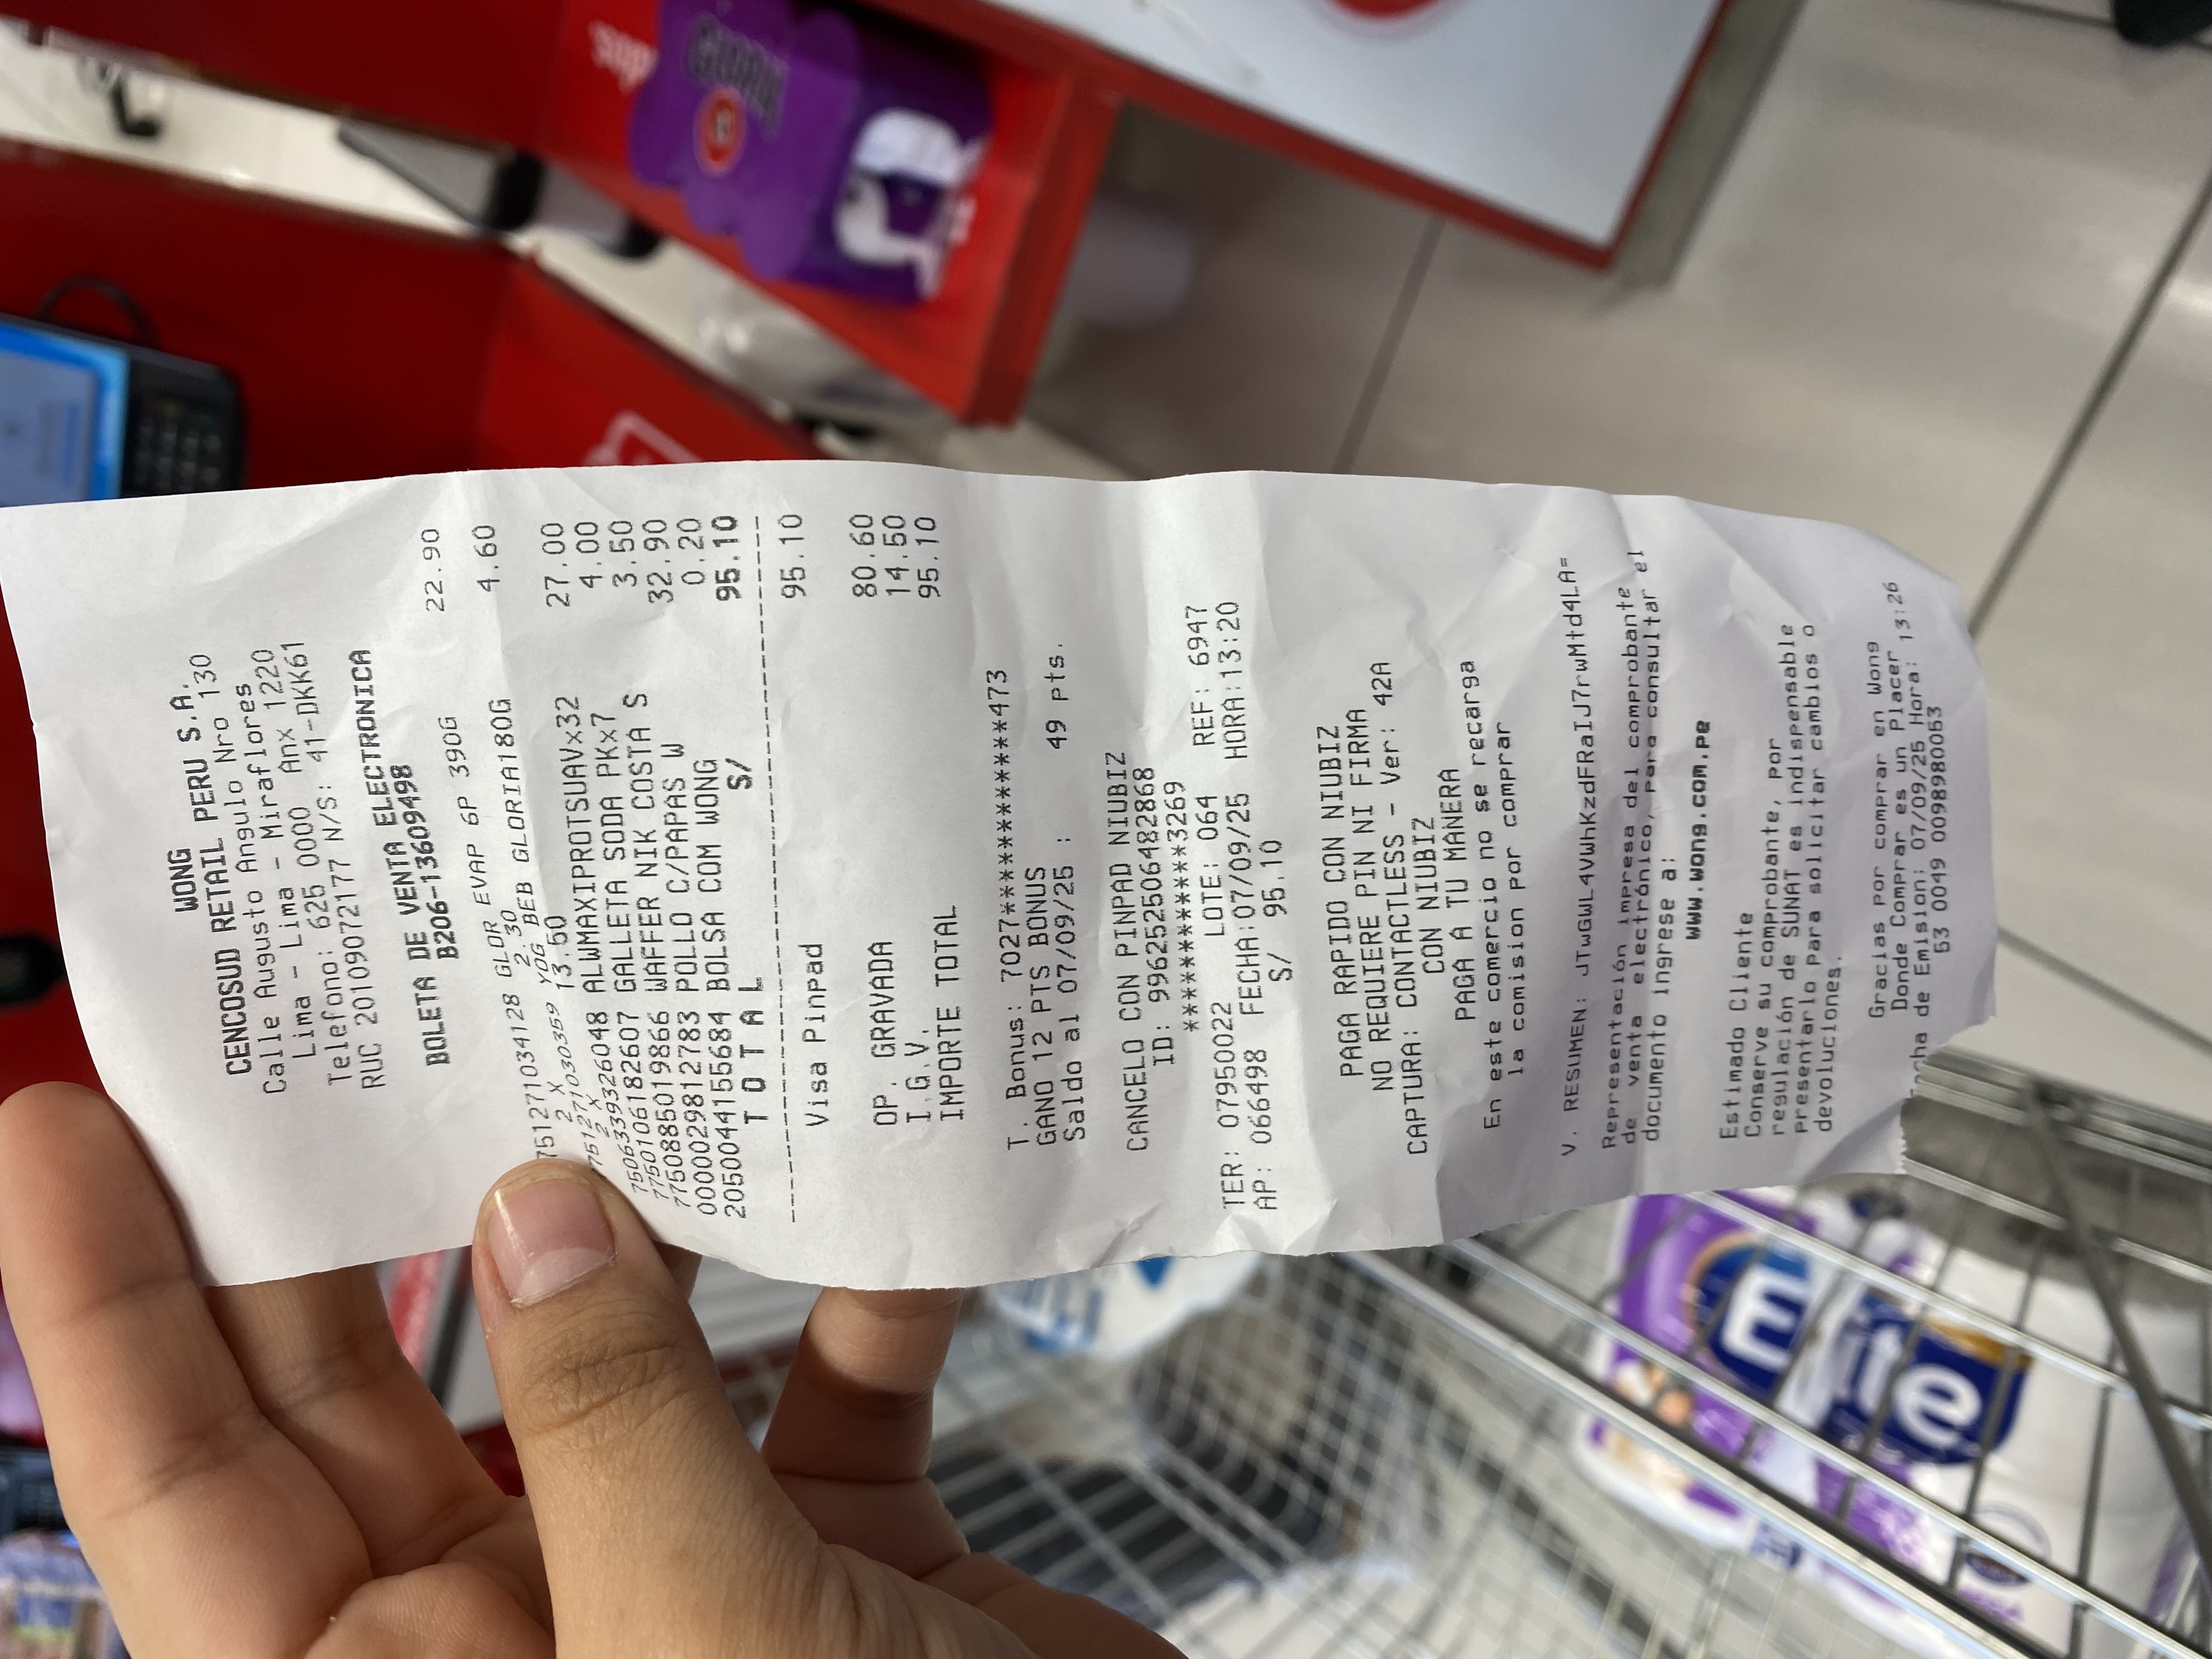 WONG
CENCOSUD RETAIL PERU S.A.
Calle Augusto Angulo Nro 130
Lima - Lima - Miraflores
Telefono: 625 0000 Anx 1220
RUC 20109072177 N/S: 41-DKK61
BOLETA DE VENTA ELECTRONICA
B206-13609498
751271034128 GLOR EVAP 6P 390G 22.90
2 X 2.30
751271030359 YOG BEB GLORIA180G 4.60
2 X 13.50
7506339326048 ALWMAXIPROTSUAVx32 27.00
7750106182607 GALLETA SODA PKx7 4.00
7750885019866 WAFFER NIK COSTA S 3.50
0000029812783 POLLO C/PAPAS W 32.90
2050044155684 BOLSA COM WONG 0.20
T O T A L S/ 95.10
Visa Pinpad 95.10
OP. GRAVADA 80.60
I.G.V. 14.50
IMPORTE TOTAL 95.10
T. Bonus: 7027************473
GANO 12 PTS BONUS
Saldo al 07/09/25 : 49 pts.
CANCELO CON PINPAD NIUBIZ
ID: 996252506482868
************3269
TER: 07950022 LOTE: 064 REF: 6947
AP: 066498 FECHA:07/09/25 HORA:13:20
S/ 95.10
PAGA RAPIDO CON NIUBIZ
NO REQUIERE PIN NI FIRMA
CAPTURA: CONTACTLESS - Ver: 42A
CON NIUBIZ
PAGA A TU MANERA
En este comercio no se recarga
la comision por comprar
V. RESUMEN: JTwGWL4VWhKzdFRaIJ7rwMtd4LA=
Representación impresa del comprobante
de venta electrónico, para consultar el
documento ingrese a:
www.wong.com.pe
Estimado Cliente
Conserve su comprobante, por
regulación de SUNAT es indispensable
presentarlo para solicitar cambios o
devoluciones.
Gracias por comprar en Wong
Donde Comprar es un Placer
de Emision: 07/09/25 Hora: 13:26
53 0049 0098980053
Elite